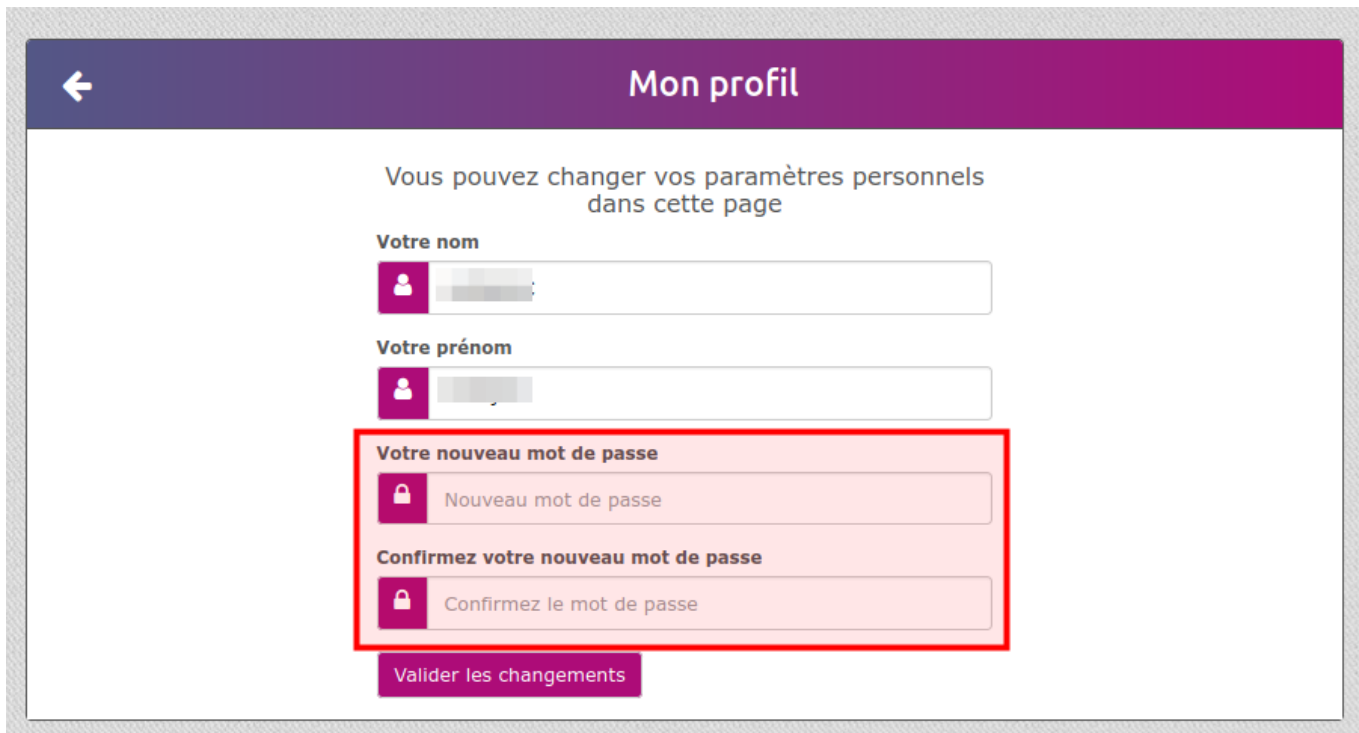 Mon profil
Vous pouvez changer vos paramètres personnels
dans cette page
Votre nom
Votre prénom
Votre nouveau mot de passe
Nouveau mot de passe
Confirmez votre nouveau mot de passe
Confirmez le mot de passe
Valider les changements